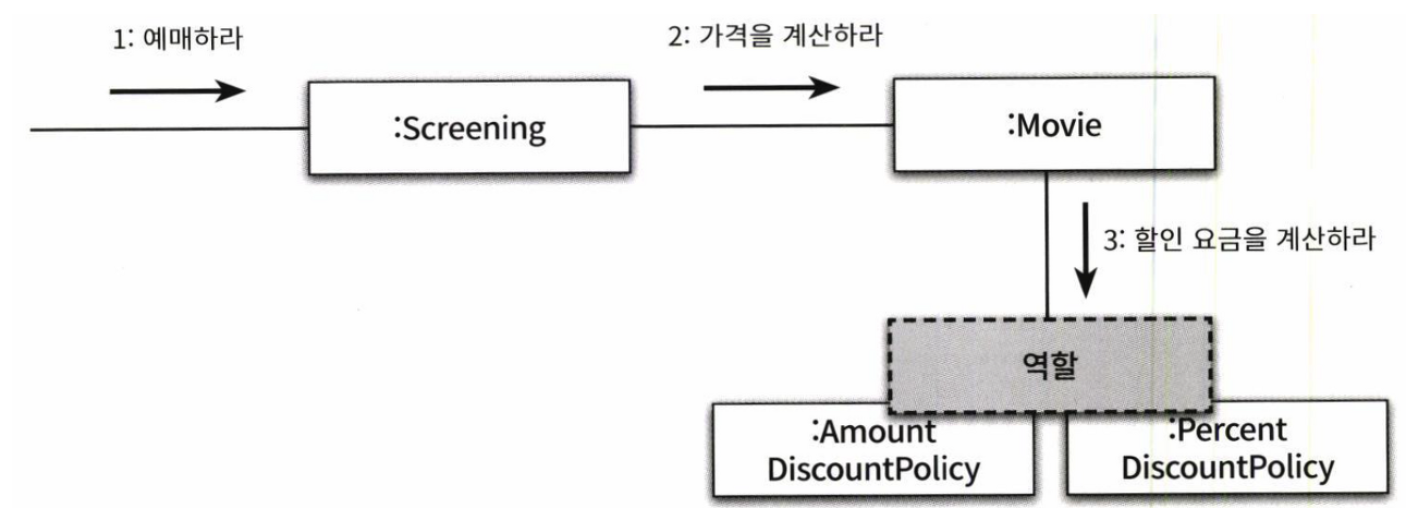 1: 예매하라
2: 가격을 계산하라
:Screening
:Movie
3: 할인 요금을 계산하라
역할
:Amount
DiscountPolicy
:Percent
DiscountPolicy